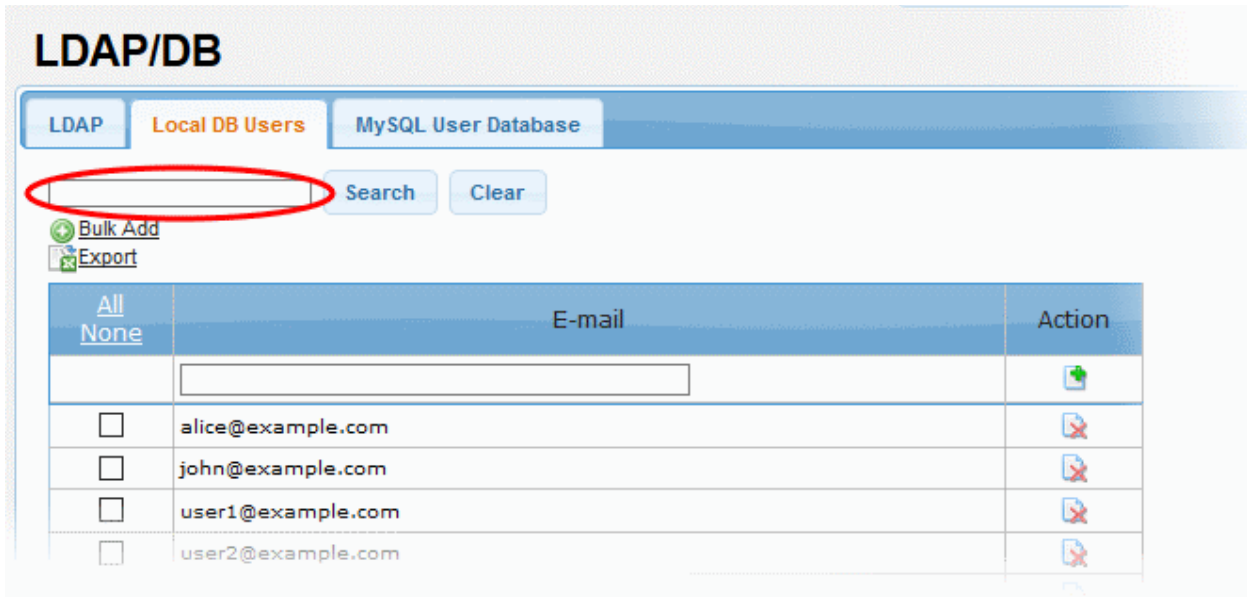 LDAP/DB
LDAP Local DB Users MySQL User Database
Search Clear
Bulk Add
Export
All
None
E-mail Action
alice@example.com
john@example.com
user1@example.com
user2@example.com